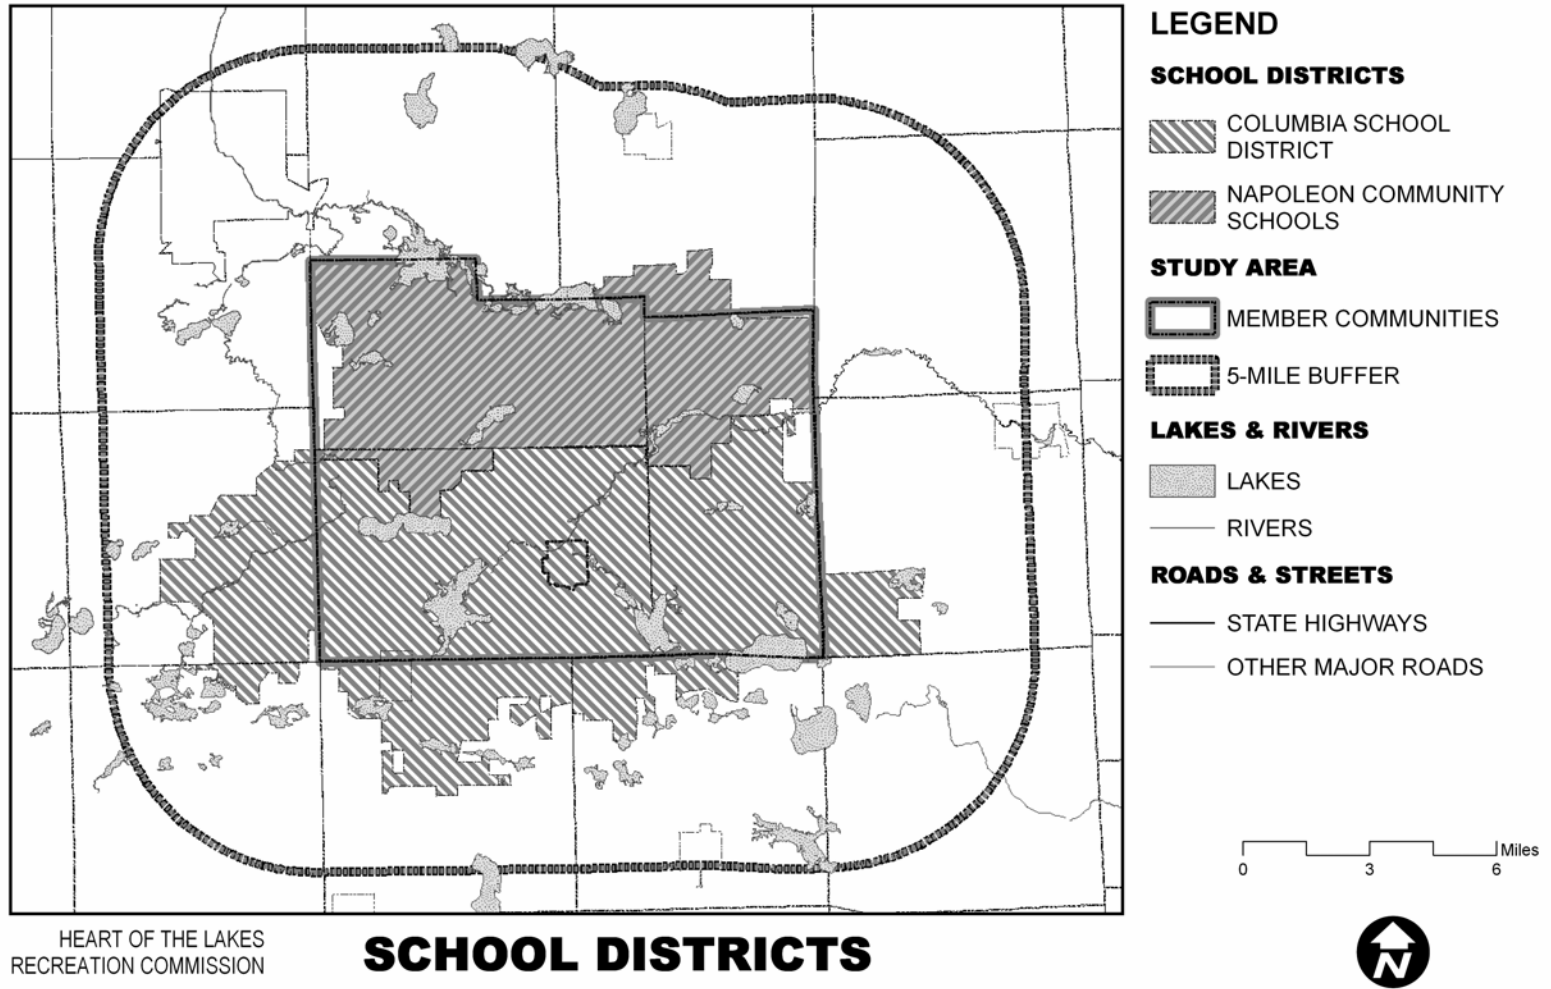 LEGEND
SCHOOL DISTRICTS
COLUMBIA SCHOOL
DISTRICT
NAPOLEON COMMUNITY
SCHOOLS
STUDY AREA
MEMBER COMMUNITIES
5-MILE BUFFER
LAKES & RIVERS
LAKES
RIVERS
ROADS & STREETS
STATE HIGHWAYS
OTHER MAJOR ROADS
Miles
0 3 6
N
HEART OF THE LAKES
RECREATION COMMISSION
SCHOOL DISTRICTS